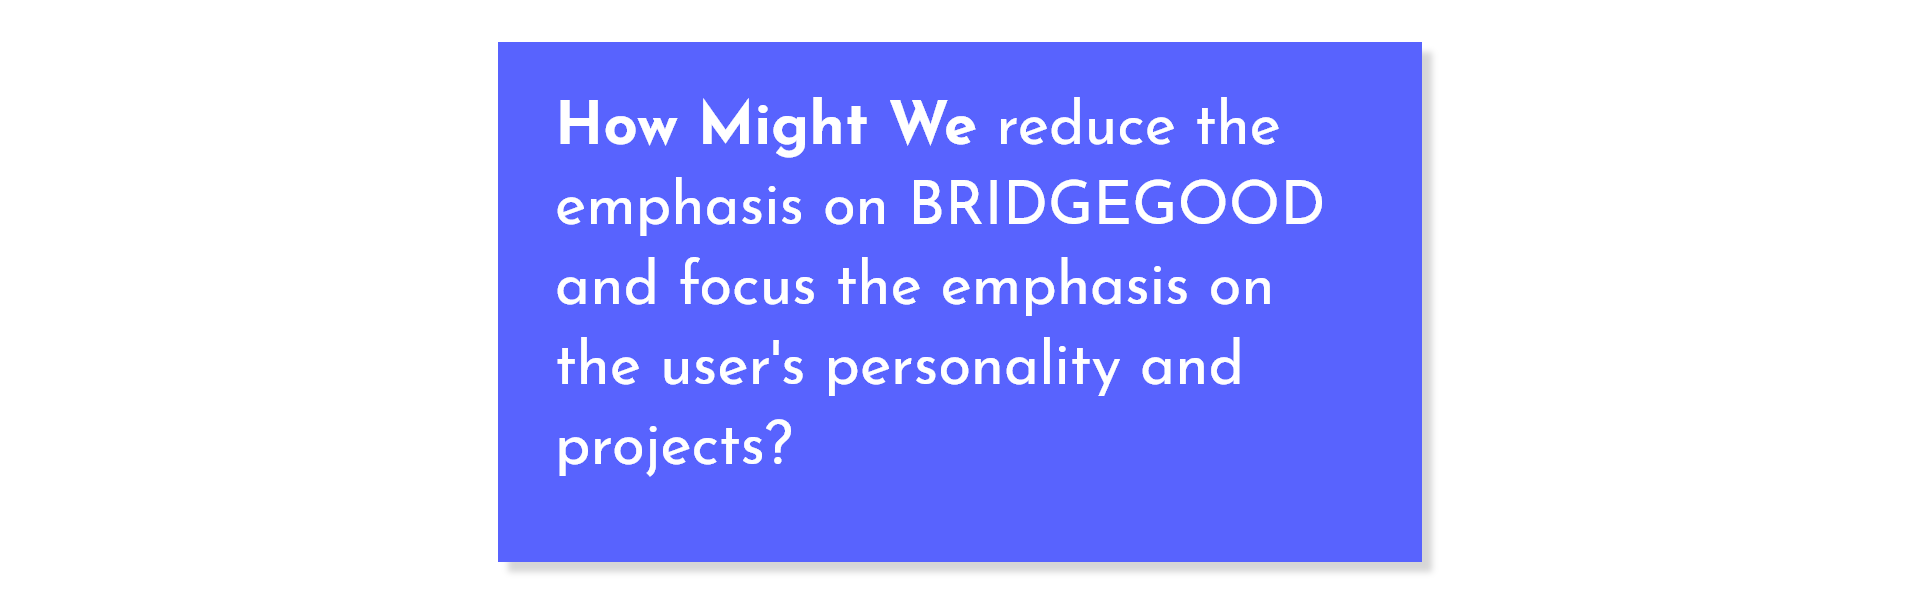 How Might We reduce the
emphasis on BRIDGEGOOD
and focus the emphasis on
the user's personality and
projects?